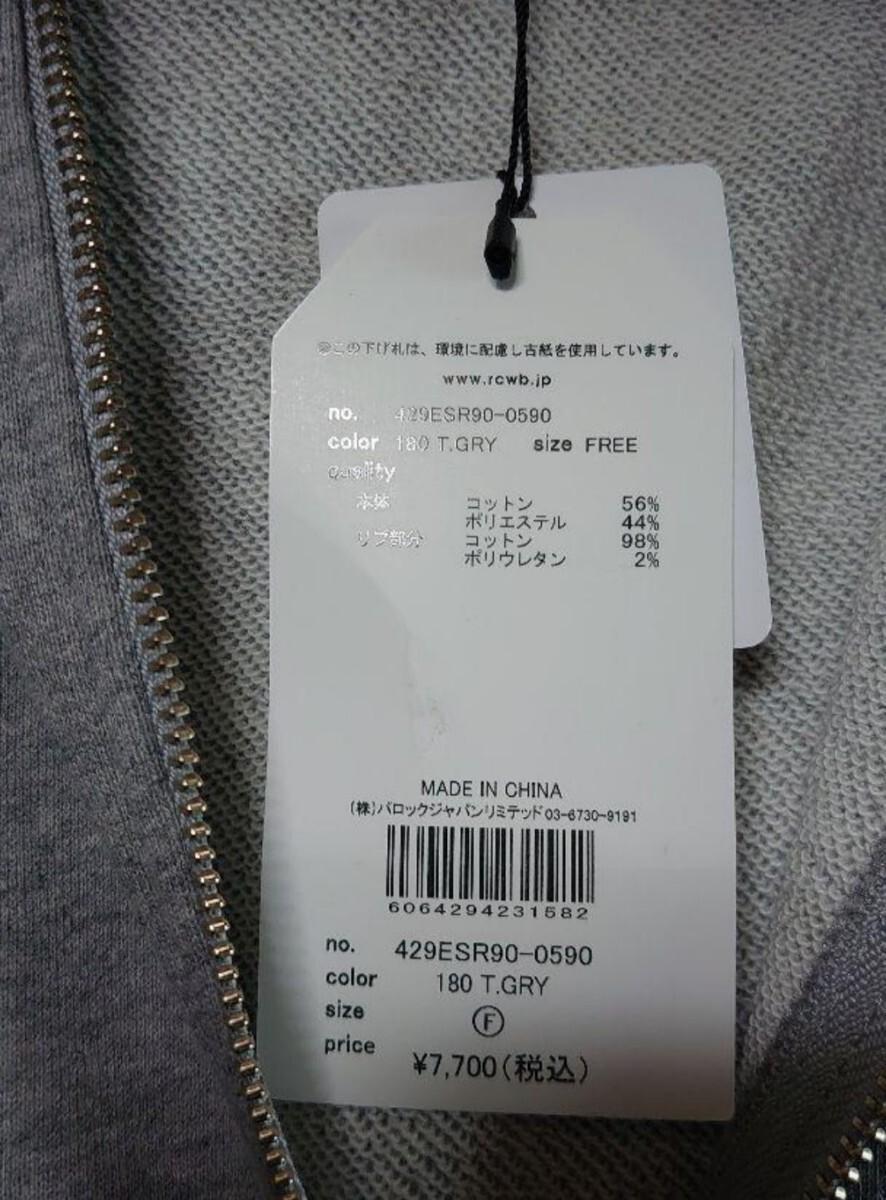 ※この下げ札は、環境に配慮し古紙を使用しています。
www.rcwb.jp
no. 429ESR90-0590
color 180 T.GRY size FREE
quality
本体 コットン 56%
ポリエステル 44%
リブ部分 コットン 98%
ポリウレタン 2%
MADE IN CHINA
(株)バロックジャパンリミテッド03-6730-9191
6064294231582
no. 429ESR90-0590
color 180 T.GRY
size F
price ¥7,700(税込)